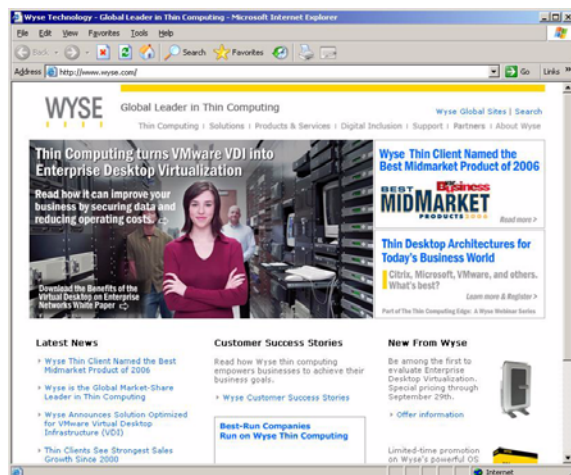 Wyse Technology - Global Leader in Thin Computing - Microsoft Internet Explorer
File Edit View Favorites Tools Help
Back Search Favorites
Address http://www.wyse.com/ Go Links »
WYSE Global Leader in Thin Computing
Wyse Global Sites | Search
Thin Computing | Solutions | Products & Services | Digital Inclusion | Support | Partners | About Wyse
Thin Computing turns VMware VDI into
Enterprise Desktop Virtualization
Read how it can improve your
business by securing data and
reducing operating costs.
Download the Benefits of the
Virtual Desktop on Enterprise
Networks White Paper
Wyse Thin Client Named the
Best Midmarket Product of 2006
BEST Business
MIDMARKET
PRODUCTS 2006
Read more >
Thin Desktop Architectures for
Today's Business World
Citrix, Microsoft, VMware, and others.
What's best?
Learn more & Register >
Part of The Thin Computing Edge: A Wyse Webinar Series
Latest News
Wyse Thin Client Named the Best
Midmarket Product of 2006
Wyse is the Global Market-Share
Leader in Thin Computing
Wyse Announces Solution Optimized
for VMware Virtual Desktop
Infrastructure (VDI)
Thin Clients See Strongest Sales
Growth Since 2000
Customer Success Stories
Read how Wyse thin computing
empowers businesses to achieve their
business goals.
Wyse Customer Success Stories
Best-Run Companies
Run on Wyse Thin Computing
New From Wyse
Be among the first to
evaluate Enterprise
Desktop Virtualization.
Special pricing through
September 29th.
Offer information
Limited-time promotion
on Wyse's powerful OS
Internet